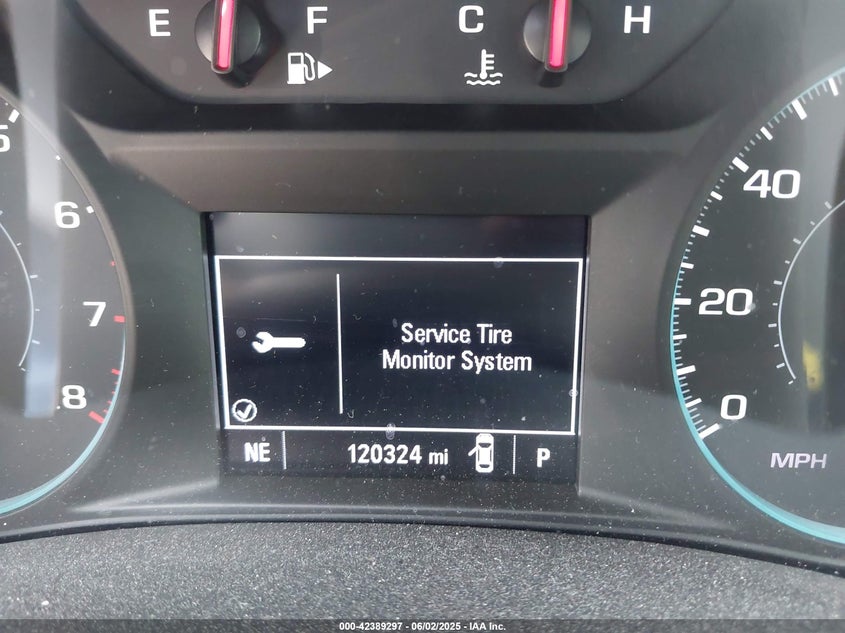 E F C H
5
6
7
8
40
20
0
MPH
Service Tire
Monitor System
NE 120324 mi P
000-42389297 - 06/02/2025 - IAA Inc.